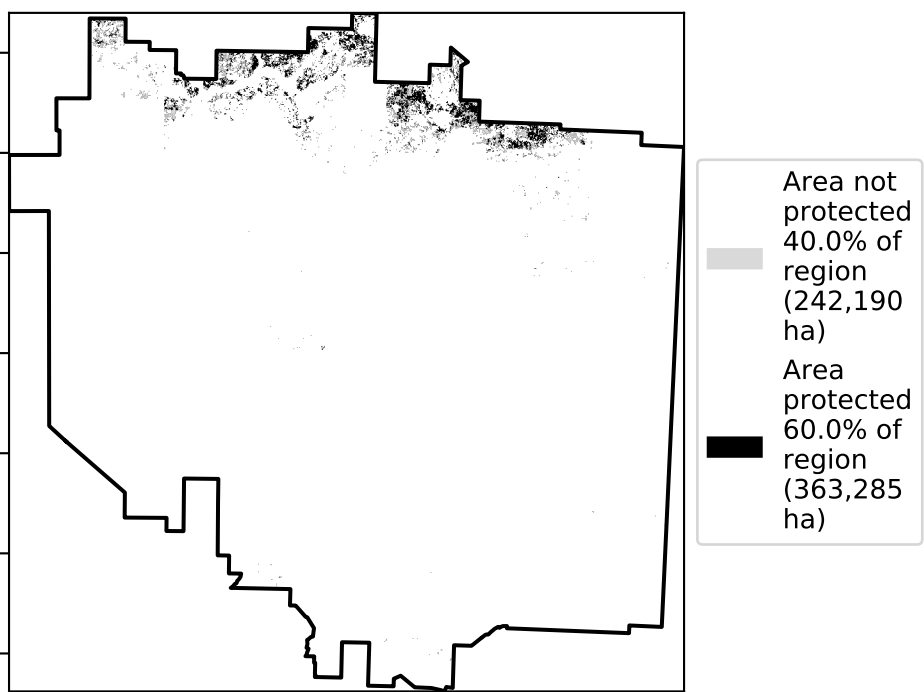 Area not
protected
40.0% of
region
(242,190
ha)
Area
protected
60.0% of
region
(363,285
ha)